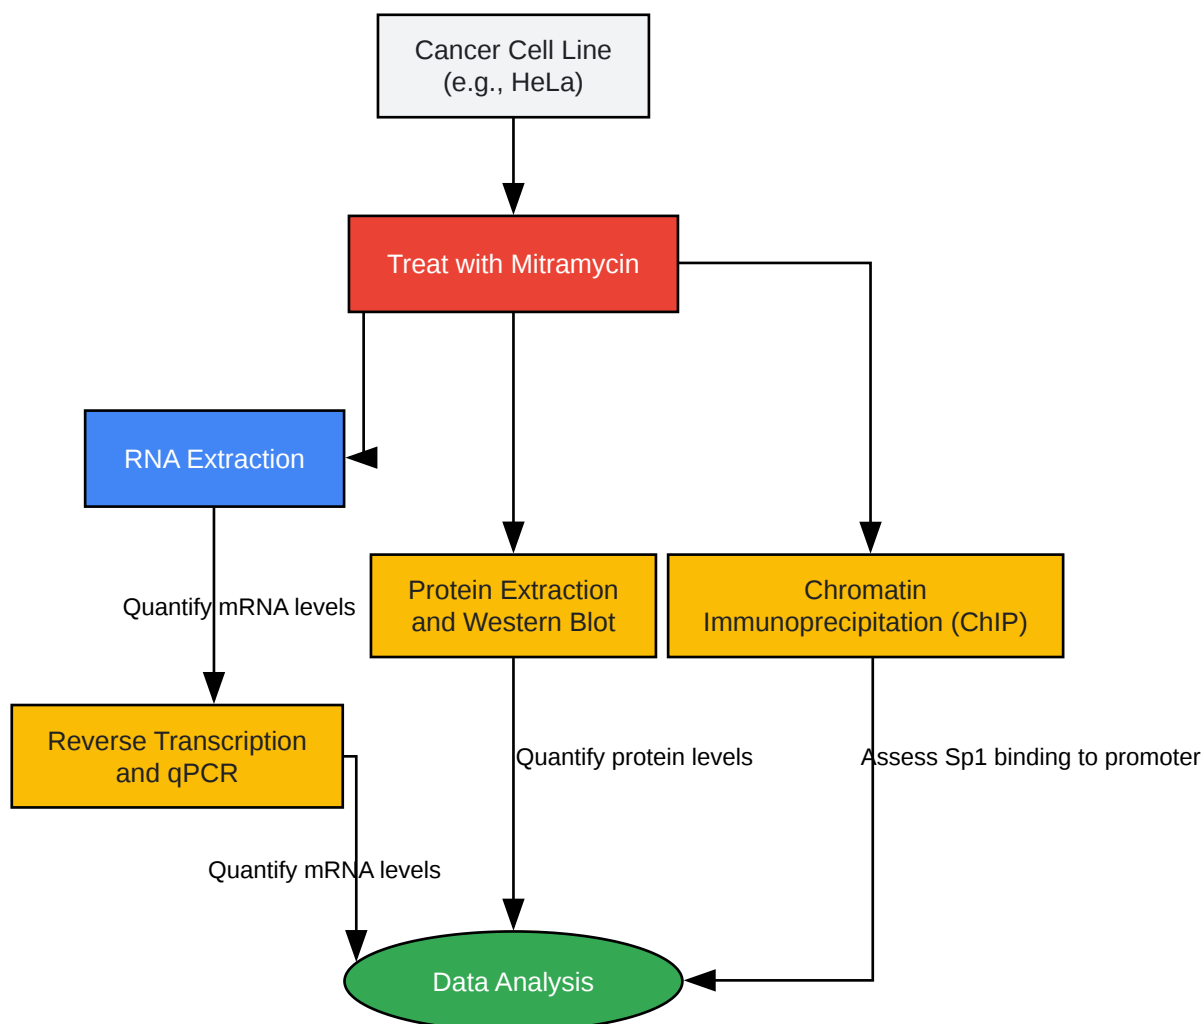 Cancer Cell Line
(e.g., HeLa)
Treat with Mitramycin
RNA Extraction
Protein Extraction
and Western Blot
Chromatin
Immunoprecipitation (ChIP)
Quantify mRNA levels
Reverse Transcription
and qPCR
Quantify protein levels
Assess Sp1 binding to promoter
Quantify mRNA levels
Data Analysis